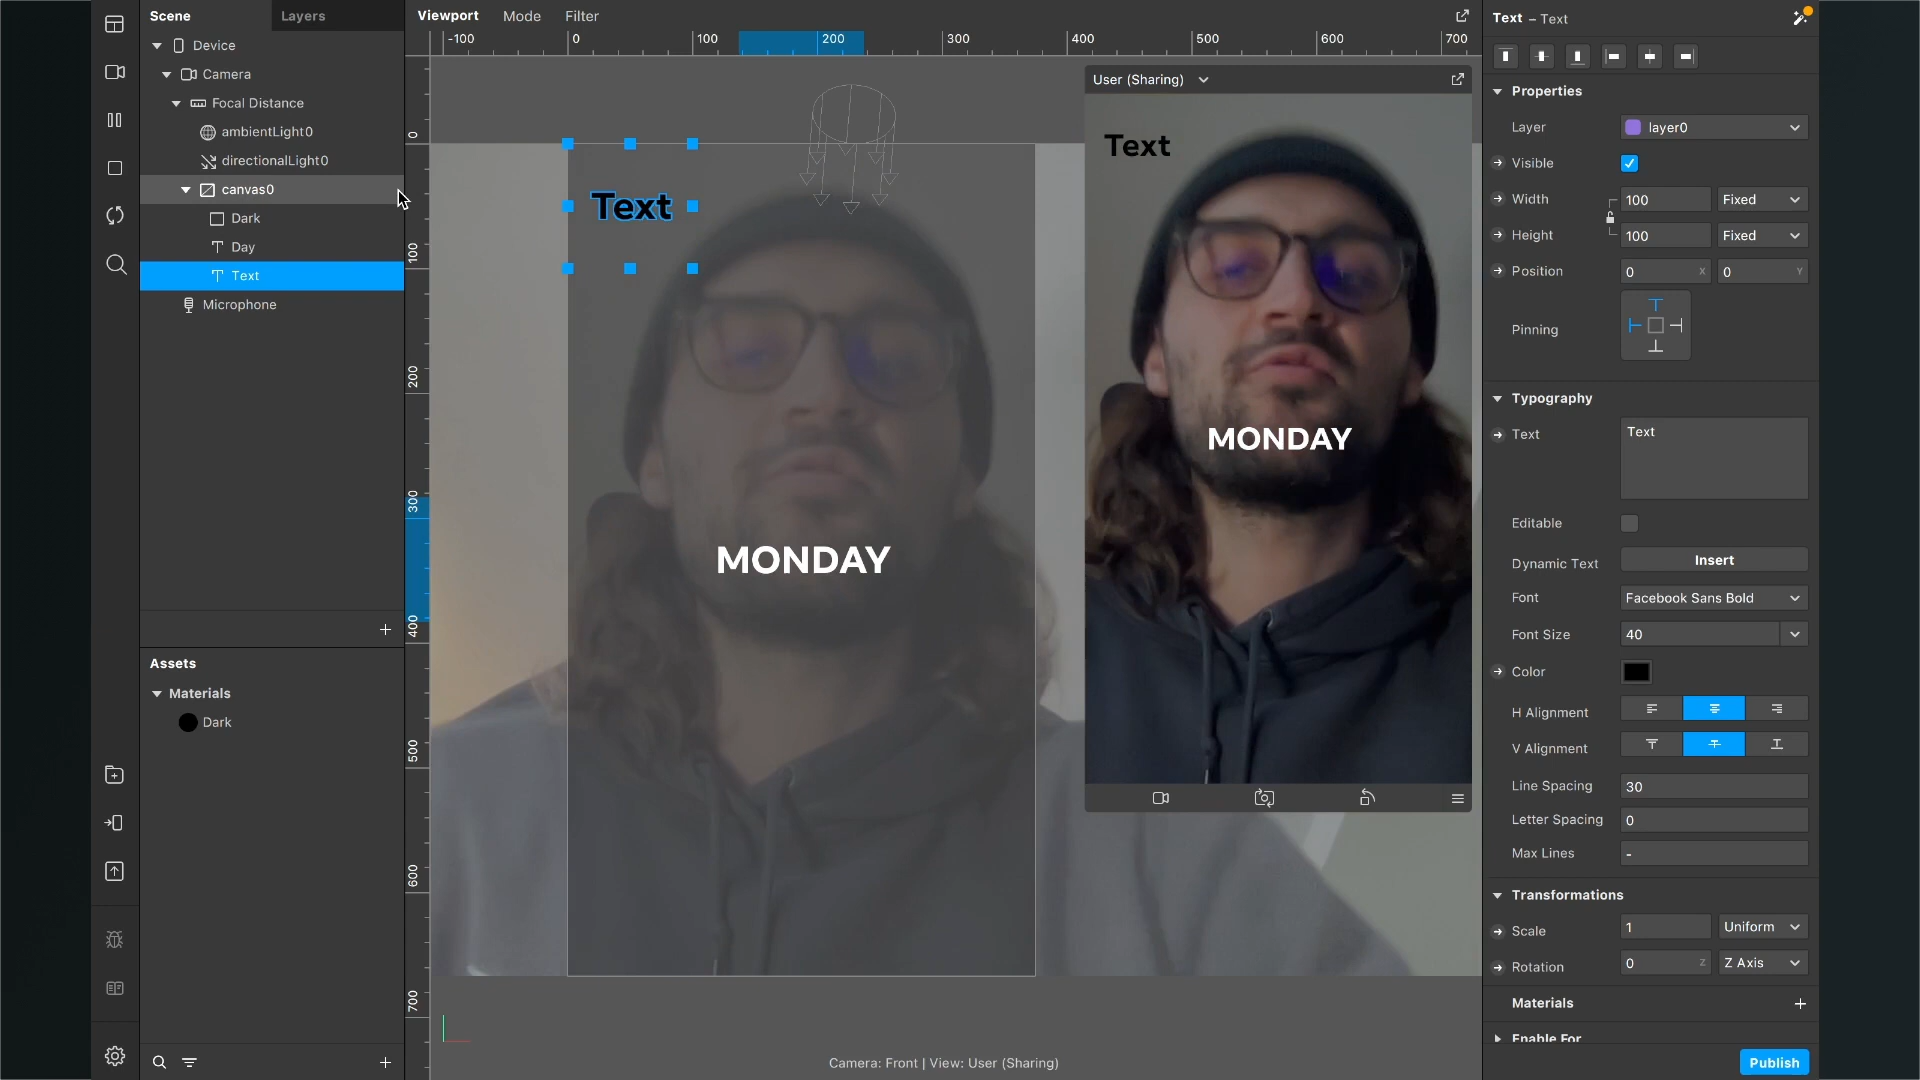 Scene
Layers
Viewport
Mode
Filter
Text – Text
Device
Camera
Focal Distance
ambientLight0
directionalLight0
canvas0
Dark
Day
Text
Microphone
Assets
Materials
Dark
-100
0
100
200
300
400
500
600
700
0
100
200
300
400
500
600
700
Text
MONDAY
User (Sharing)
Text
MONDAY
Camera: Front | View: User (Sharing)
Properties
Layer
layer0
Visible
Width
100
Fixed
Height
100
Fixed
Position
0 X
0 Y
Pinning
Typography
Text
Text
Editable
Dynamic Text
Insert
Font
Facebook Sans Bold
Font Size
40
Color
H Alignment
V Alignment
Line Spacing
30
Letter Spacing
0
Max Lines
-
Transformations
Scale
1
Uniform
Rotation
0 Z
Z Axis
Materials
Enable For
Publish